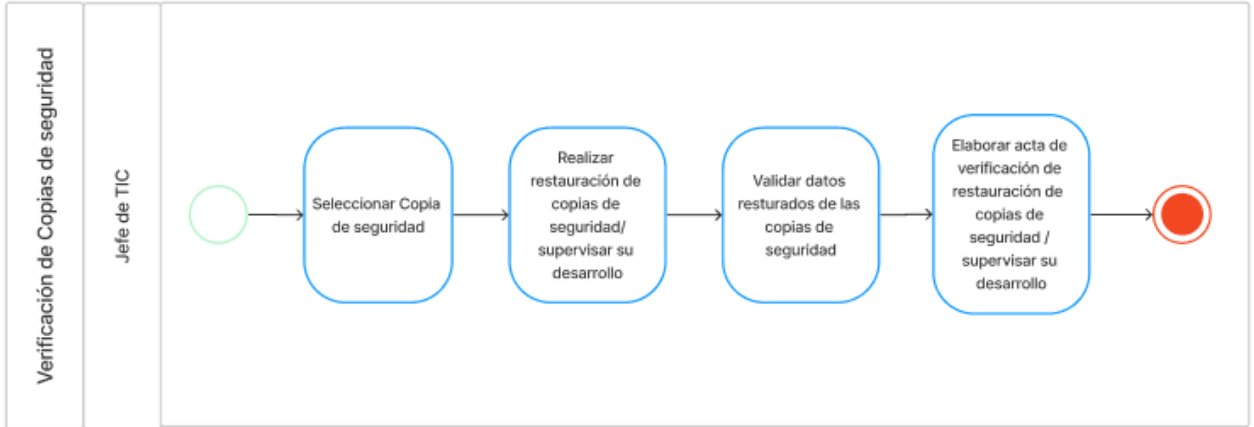 Verificación de Copias de seguridad
Jefe de TIC
Seleccionar Copia
de seguridad
Realizar
restauración de
copias de
seguridad/
supervisar su
desarrollo
Validar datos
resturados de las
copias de
seguridad
Elaborar acta de
verificación de
restauración de
copias de
seguridad /
supervisar su
desarrollo